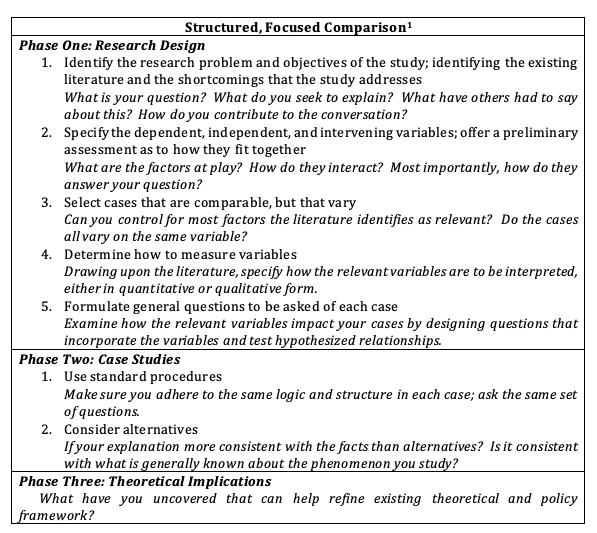 Structured, Focused Comparison¹
Phase One: Research Design
1. Identify the research problem and objectives of the study; identifying the existing
literature and the shortcomings that the study addresses
What is your question? What do you seek to explain? What have others had to say
about this? How do you contribute to the conversation?
2. Specify the dependent, independent, and intervening variables; offer a preliminary
assessment as to how they fit together
What are the factors at play? How do they interact? Most importantly, how do they
answer your question?
3. Select cases that are comparable, but that vary
Can you control for most factors the literature identifies as relevant? Do the cases
all vary on the same variable?
4. Determine how to measure variables
Drawing upon the literature, specify how the relevant variables are to be interpreted,
either in quantitative or qualitative form.
5. Formulate general questions to be asked of each case
Examine how the relevant variables impact your cases by designing questions that
incorporate the variables and test hypothesized relationships.
Phase Two: Case Studies
1. Use standard procedures
Make sure you adhere to the same logic and structure in each case; ask the same set
of questions.
2. Consider alternatives
If your explanation more consistent with the facts than alternatives? Is it consistent
with what is generally known about the phenomenon you study?
Phase Three: Theoretical Implications
What have you uncovered that can help refine existing theoretical and policy
framework?